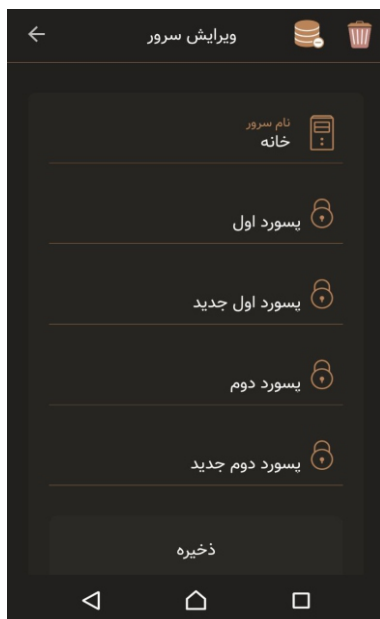 ویرایش سرور
نام سرور
خانه
پسورد اول
پسورد اول جدید
پسورد دوم
پسورد دوم جدید
ذخیره